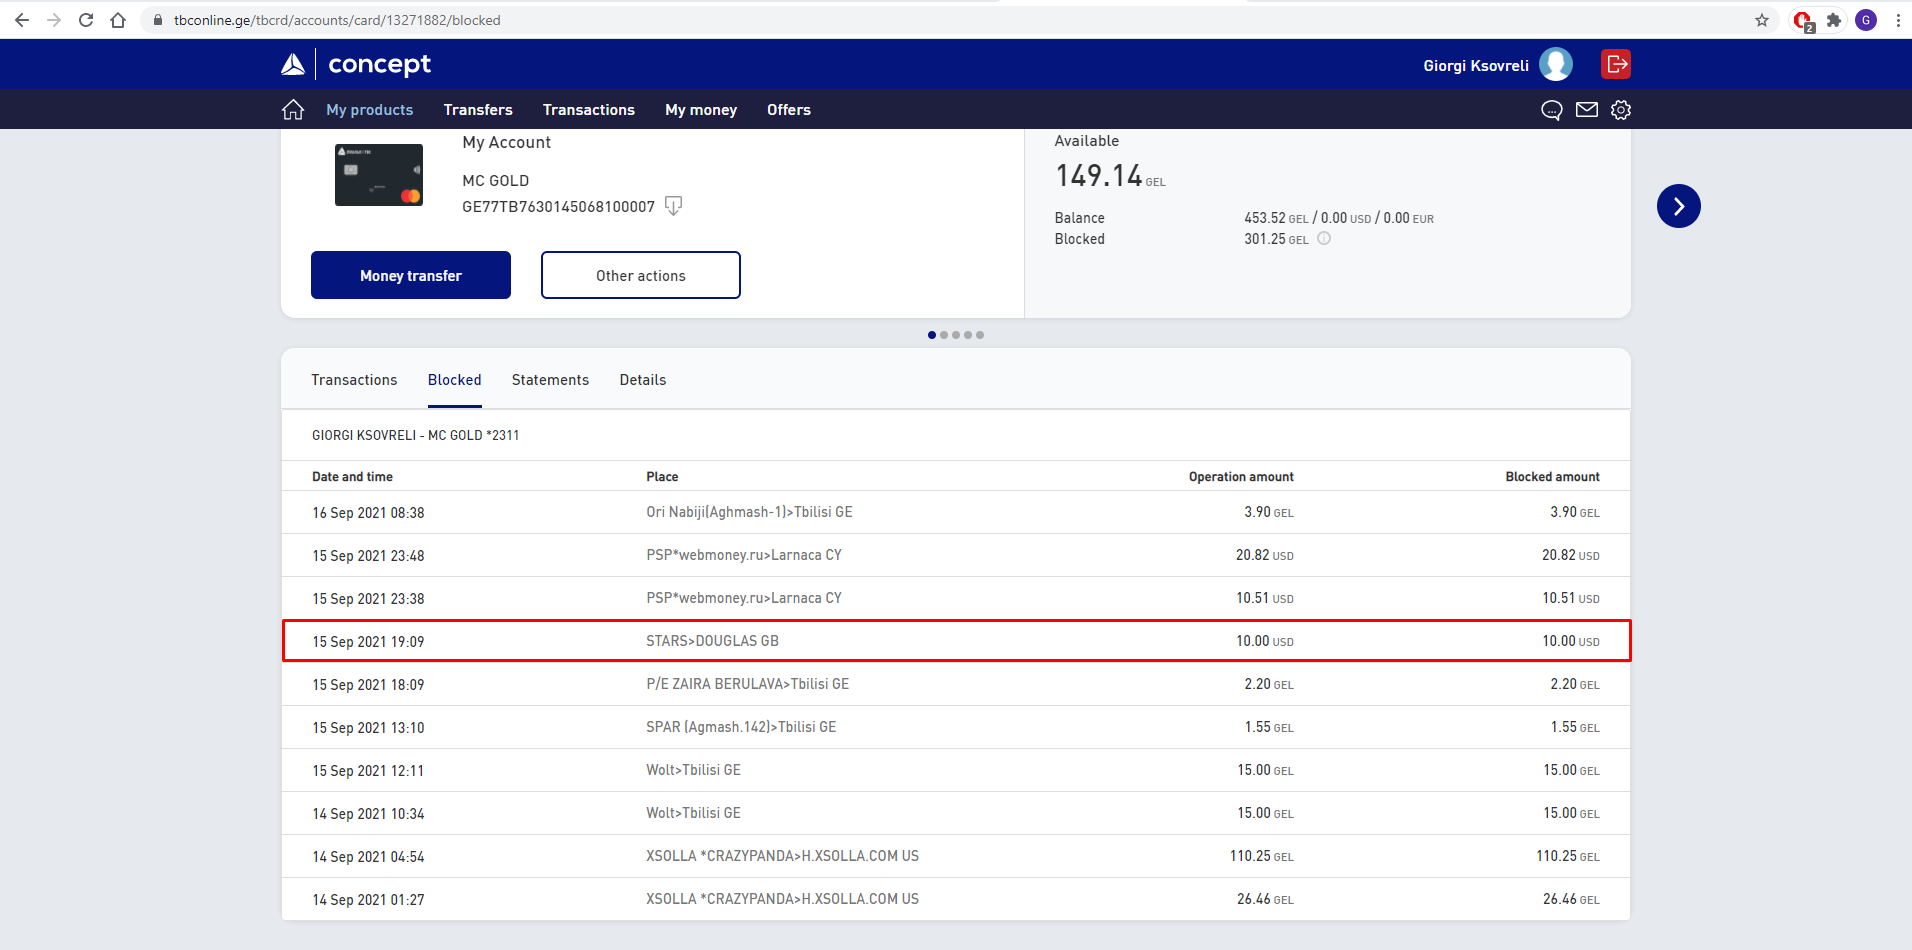 tbconline.ge/tbcrd/accounts/card/13271882/blocked
2
G
concept
Giorgi Ksovreli
My products Transfers Transactions My money Offers
My Account
MC GOLD
GE77TB7630145068100007
Money transfer Other actions
Available
149.14 GEL
Balance 453.52 GEL / 0.00 USD / 0.00 EUR
Blocked 301.25 GEL
Transactions Blocked Statements Details
GIORGI KSOVRELI - MC GOLD *2311
Date and time Place Operation amount Blocked amount
16 Sep 2021 08:38 Ori Nabiji(Aghmash-1)>Tbilisi GE 3.90 GEL 3.90 GEL
15 Sep 2021 23:48 PSP*webmoney.ru>Larnaca CY 20.82 USD 20.82 USD
15 Sep 2021 23:38 PSP*webmoney.ru>Larnaca CY 10.51 USD 10.51 USD
15 Sep 2021 19:09 STARS>DOUGLAS GB 10.00 USD 10.00 USD
15 Sep 2021 18:09 P/E ZAIRA BERULAVA>Tbilisi GE 2.20 GEL 2.20 GEL
15 Sep 2021 13:10 SPAR (Agmash.142)>Tbilisi GE 1.55 GEL 1.55 GEL
15 Sep 2021 12:11 Wolt>Tbilisi GE 15.00 GEL 15.00 GEL
14 Sep 2021 10:34 Wolt>Tbilisi GE 15.00 GEL 15.00 GEL
14 Sep 2021 04:54 XSOLLA *CRAZYPANDA>H.XSOLLA.COM US 110.25 GEL 110.25 GEL
14 Sep 2021 01:27 XSOLLA *CRAZYPANDA>H.XSOLLA.COM US 26.46 GEL 26.46 GEL